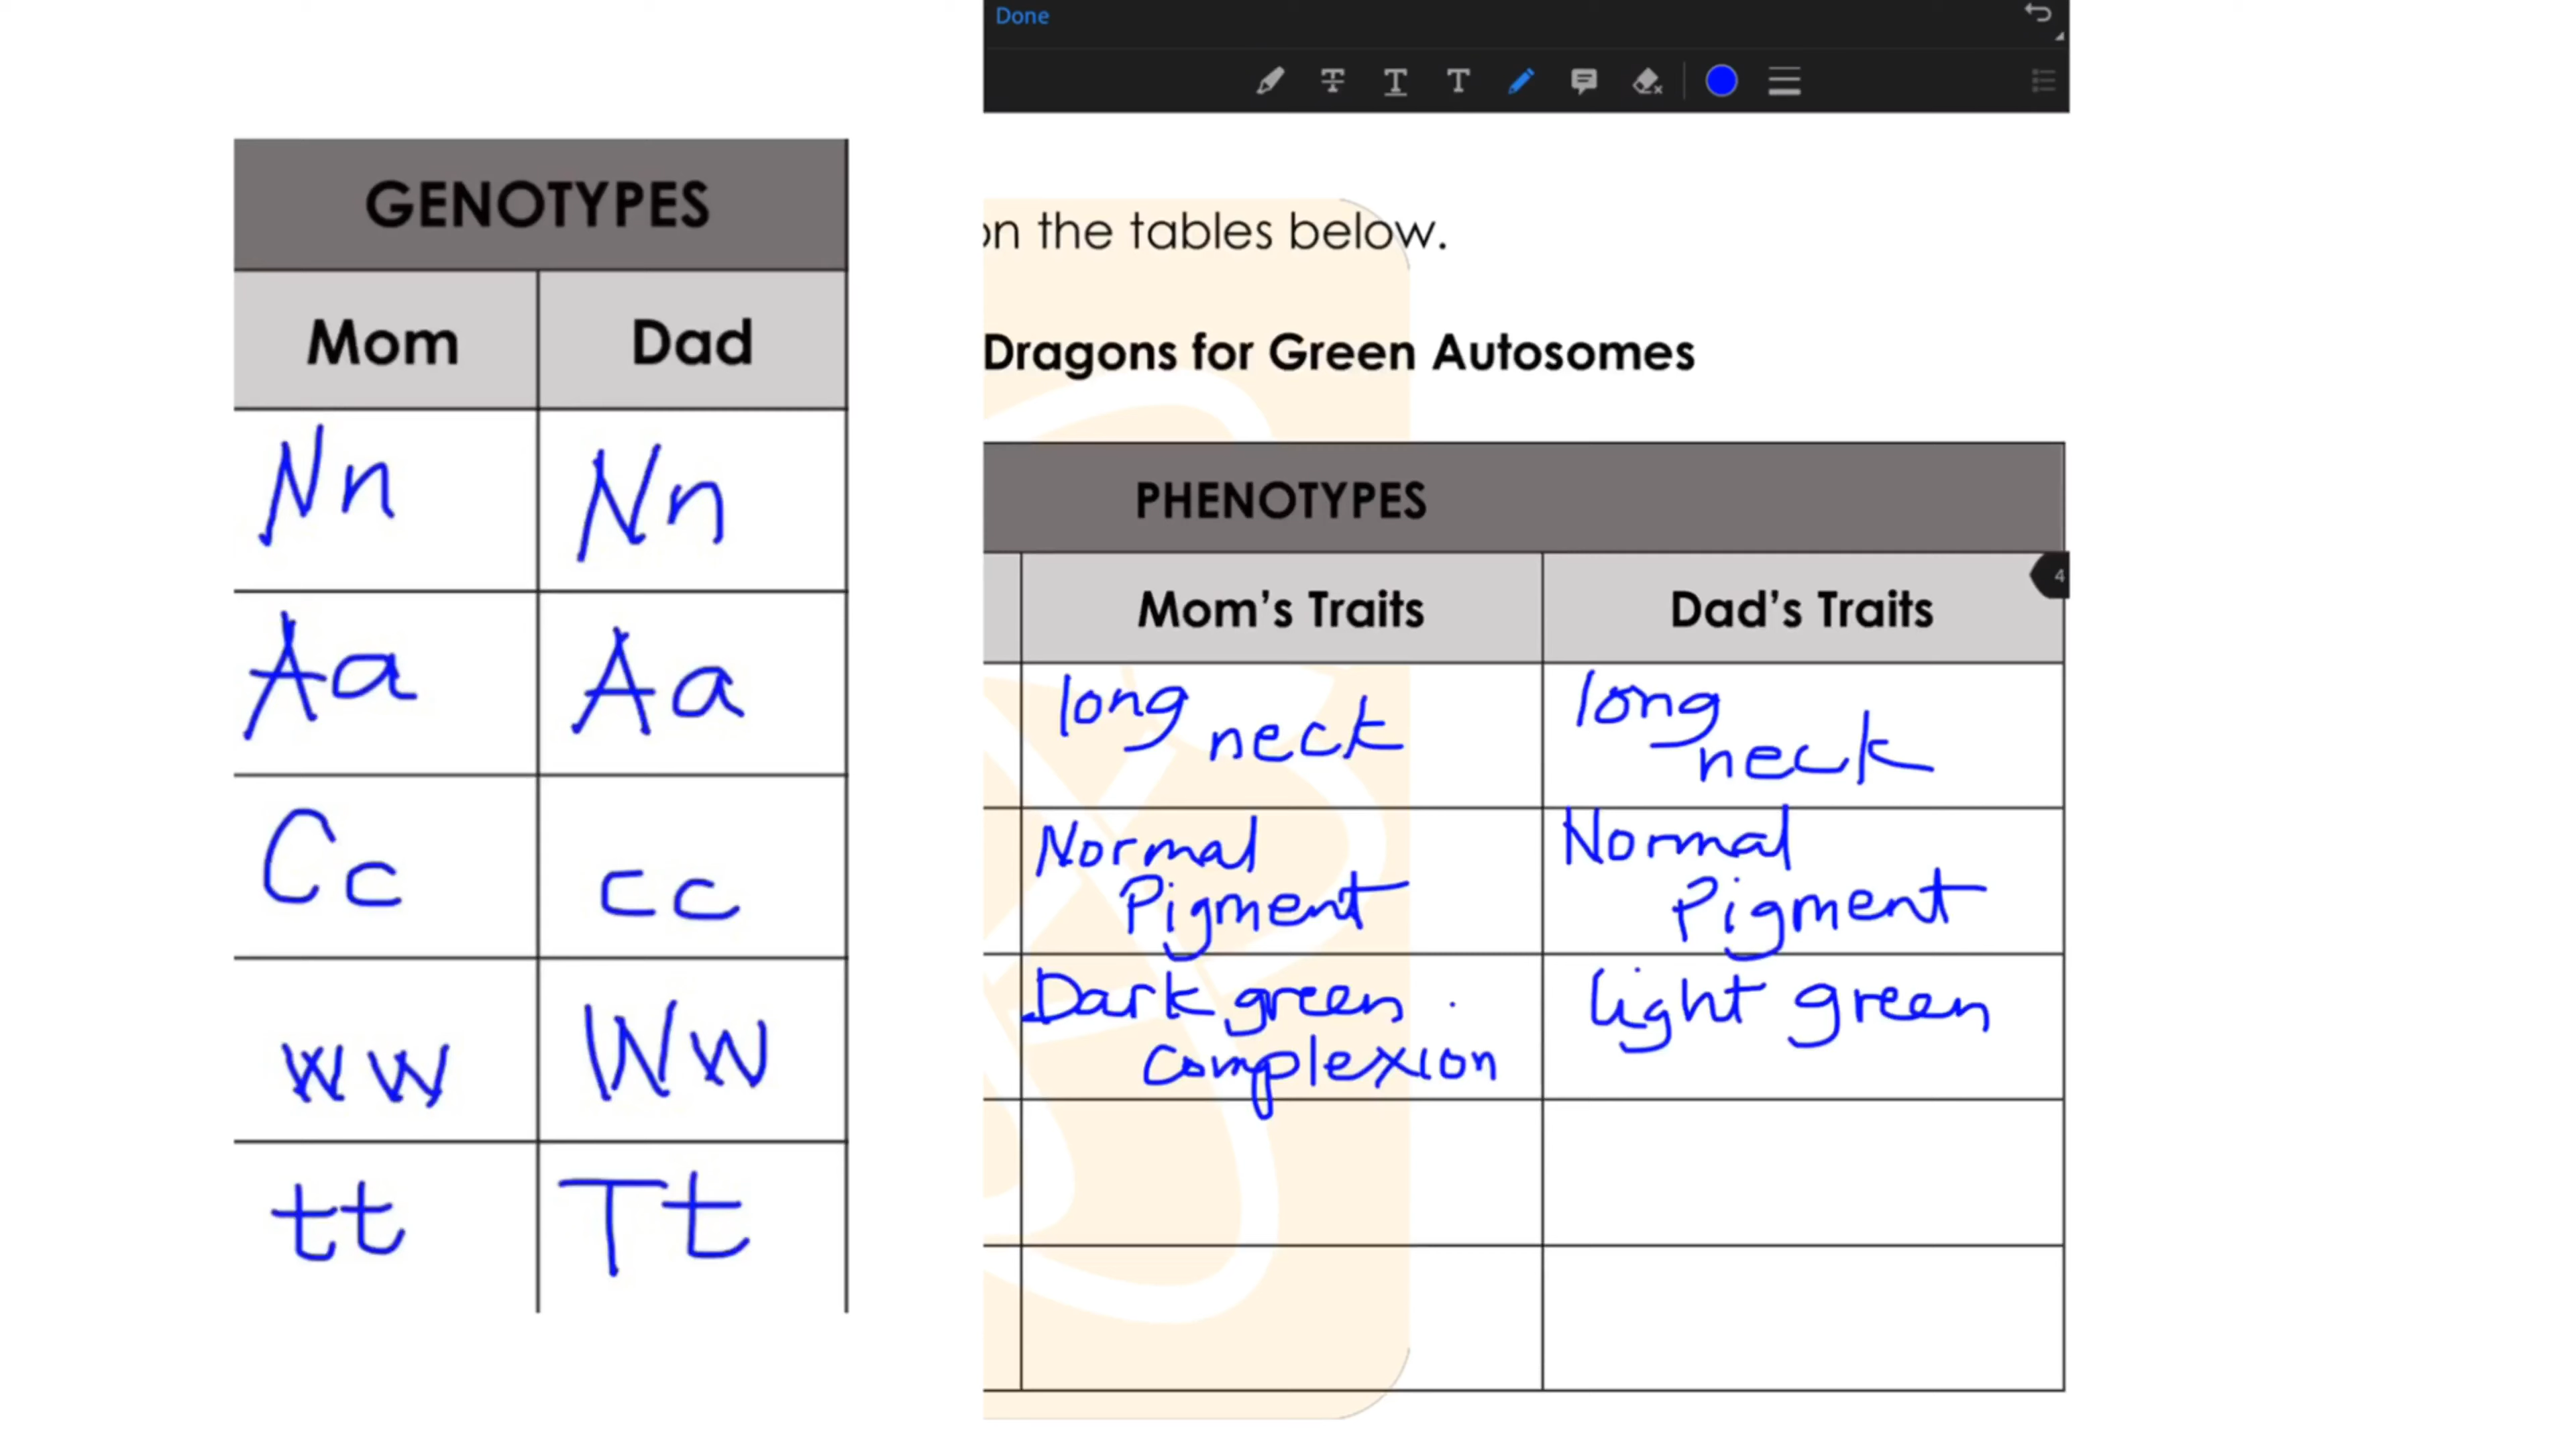 GENOTYPES
Mom Dad
Nn Nn
Aa Aa
Cc cc
ww Ww
tt Tt
Done
T T T
on the tables below.
Dragons for Green Autosomes
PHENOTYPES
4
Mom's Traits Dad's Traits
long neck long neck
Normal Pigment Normal Pigment
Dark green complexion light green